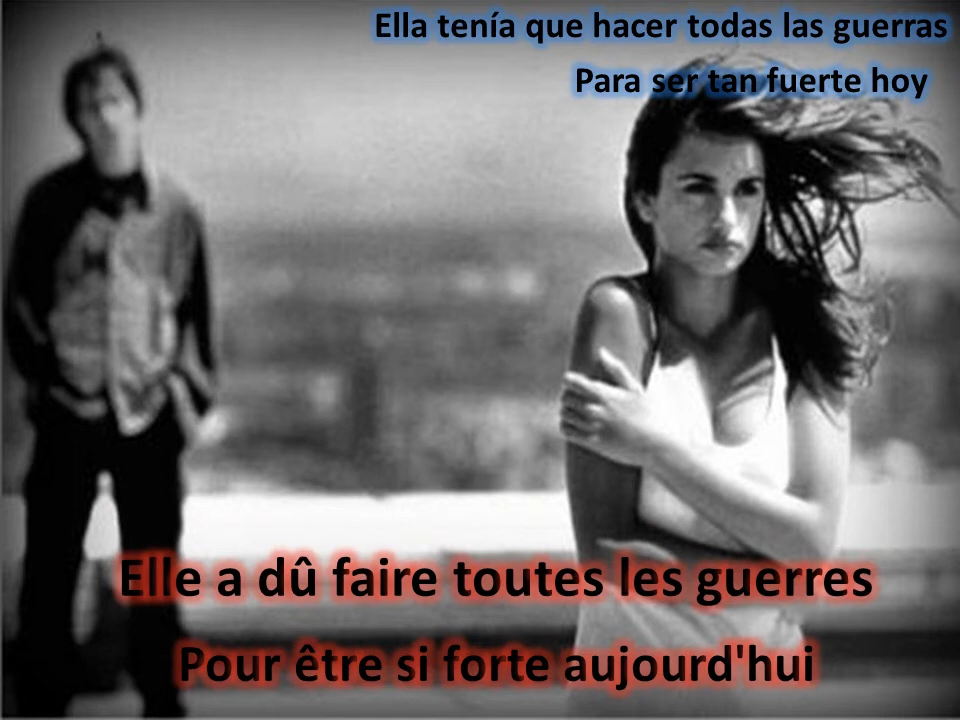 Ella tenía que hacer todas las guerras
Para ser tan fuerte hoy
Elle a dû faire toutes les guerres
Pour être si forte aujourd'hui